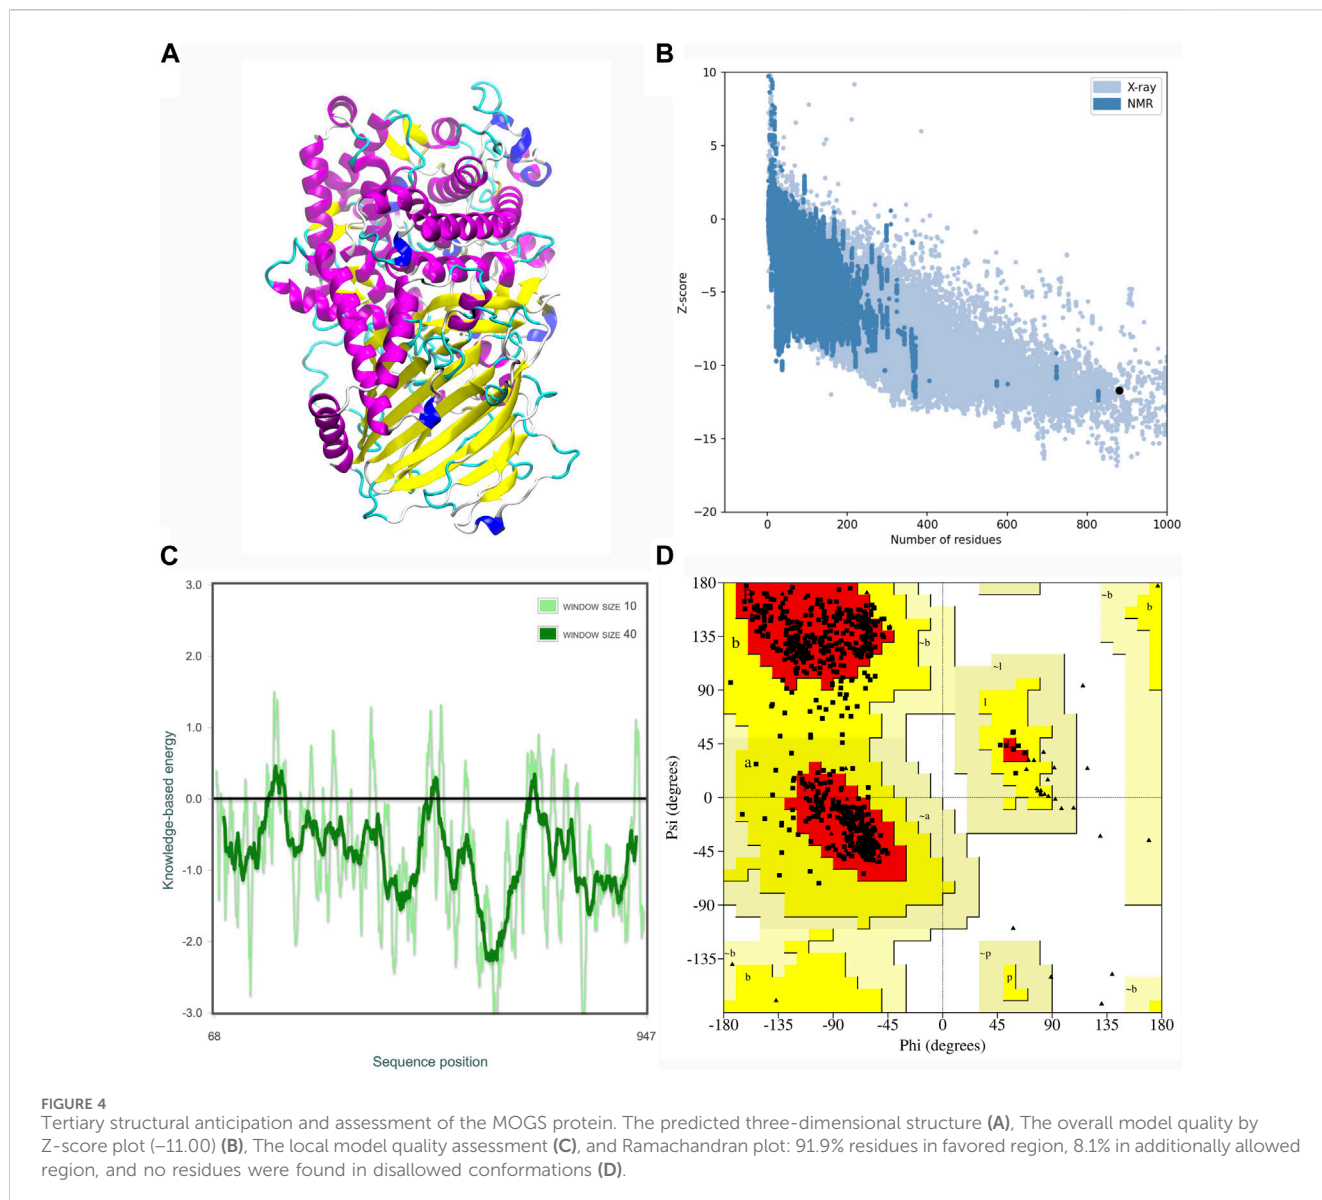 A
B
10
5
0
−5
−10
−15
−20
Z-score
X-ray
NMR
0
200
400
600
800
1000
Number of residues
C
3.0
1.0
0.0
-1.0
-2.0
-3.0
Knowledge-based energy
WINDOW SIZE 10
WINDOW SIZE 40
68
947
Sequence position
D
180
135
90
45
0
-45
-90
-135
Psi (degrees)
b
~b
~l
l
a
~a
~b
b
~b
b
~p
p
~b
-180
-135
-90
-45
0
45
90
135
180
Phi (degrees)
FIGURE 4
Tertiary structural anticipation and assessment of the MOGS protein. The predicted three-dimensional structure (A), The overall model quality by
Z-score plot (−11.00) (B), The local model quality assessment (C), and Ramachandran plot: 91.9% residues in favored region, 8.1% in additionally allowed
region, and no residues were found in disallowed conformations (D).